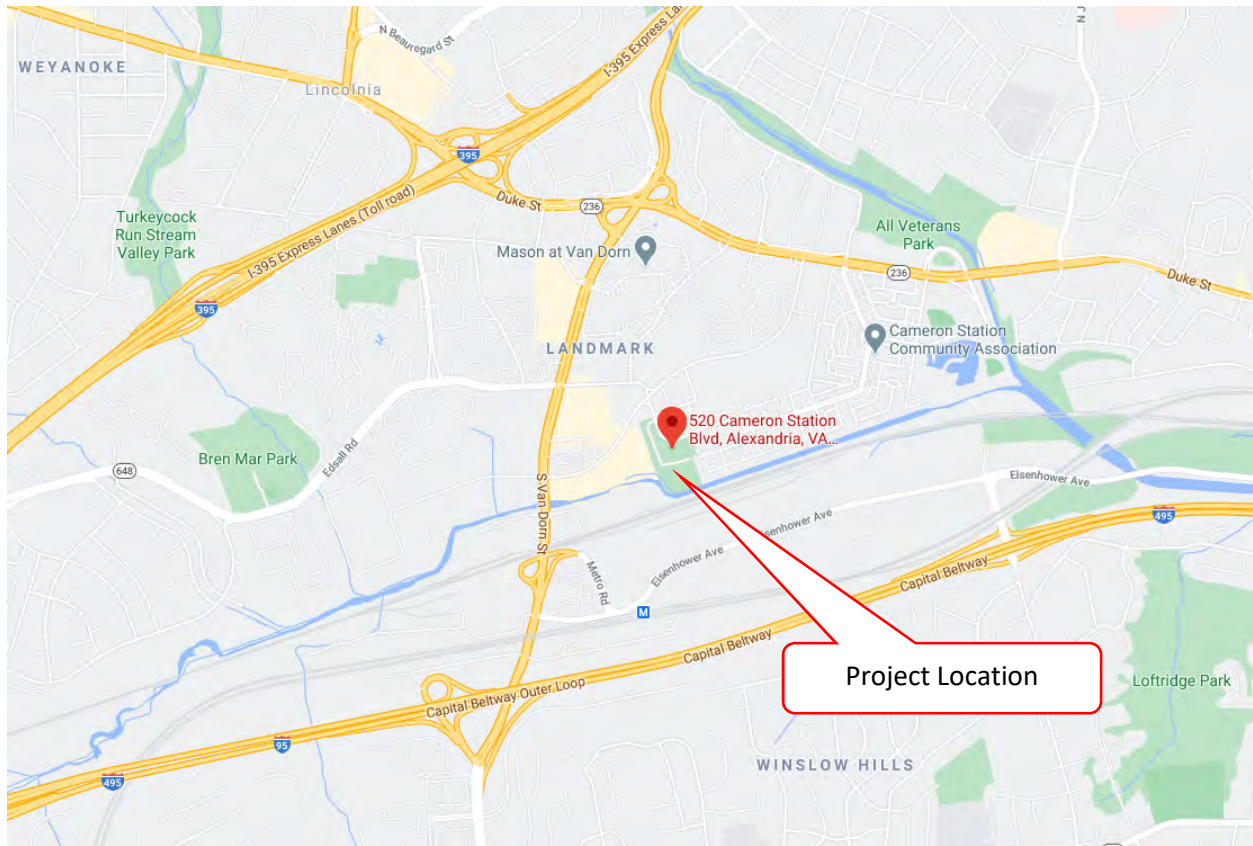 N Beauregard St
I-395 Express Lanes
WEYANOKE
Lincolnia
395
Duke St
236
Turkeycock
Run Stream
Valley Park
I-395 Express Lanes (Toll road)
395
Mason at Van Dorn
All Veterans
Park
236
Duke St
LANDMARK
Cameron Station
Community Association
520 Cameron Station
Blvd, Alexandria, VA...
Bren Mar Park
648
Edsall Rd
S Van Dorn St
Eisenhower Ave
495
Eisenhower Ave
Metro Rd
Eisenhower Ave
Capital Beltway
M
Capital Beltway
Project Location
Capital Beltway Outer Loop
Loftridge Park
95
495
WINSLOW HILLS